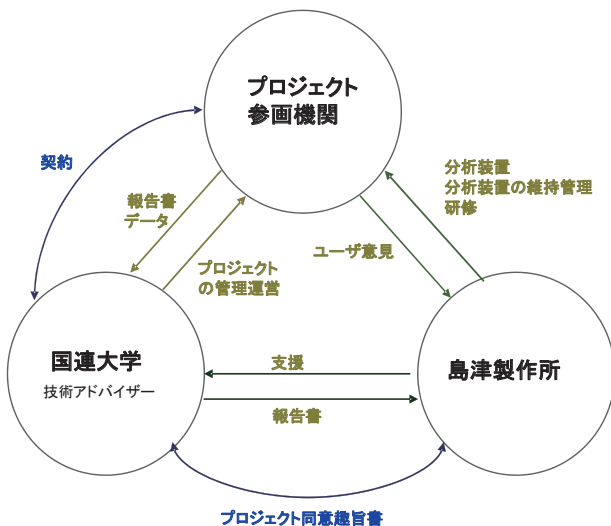 プロジェクト
参画機関
契約
分析装置
分析装置の維持管理
研修
報告書
データ
ユーザ意見
プロジェクト
の管理運営
国連大学
技術アドバイザー
支援
島津製作所
報告書
プロジェクト同意趣旨書